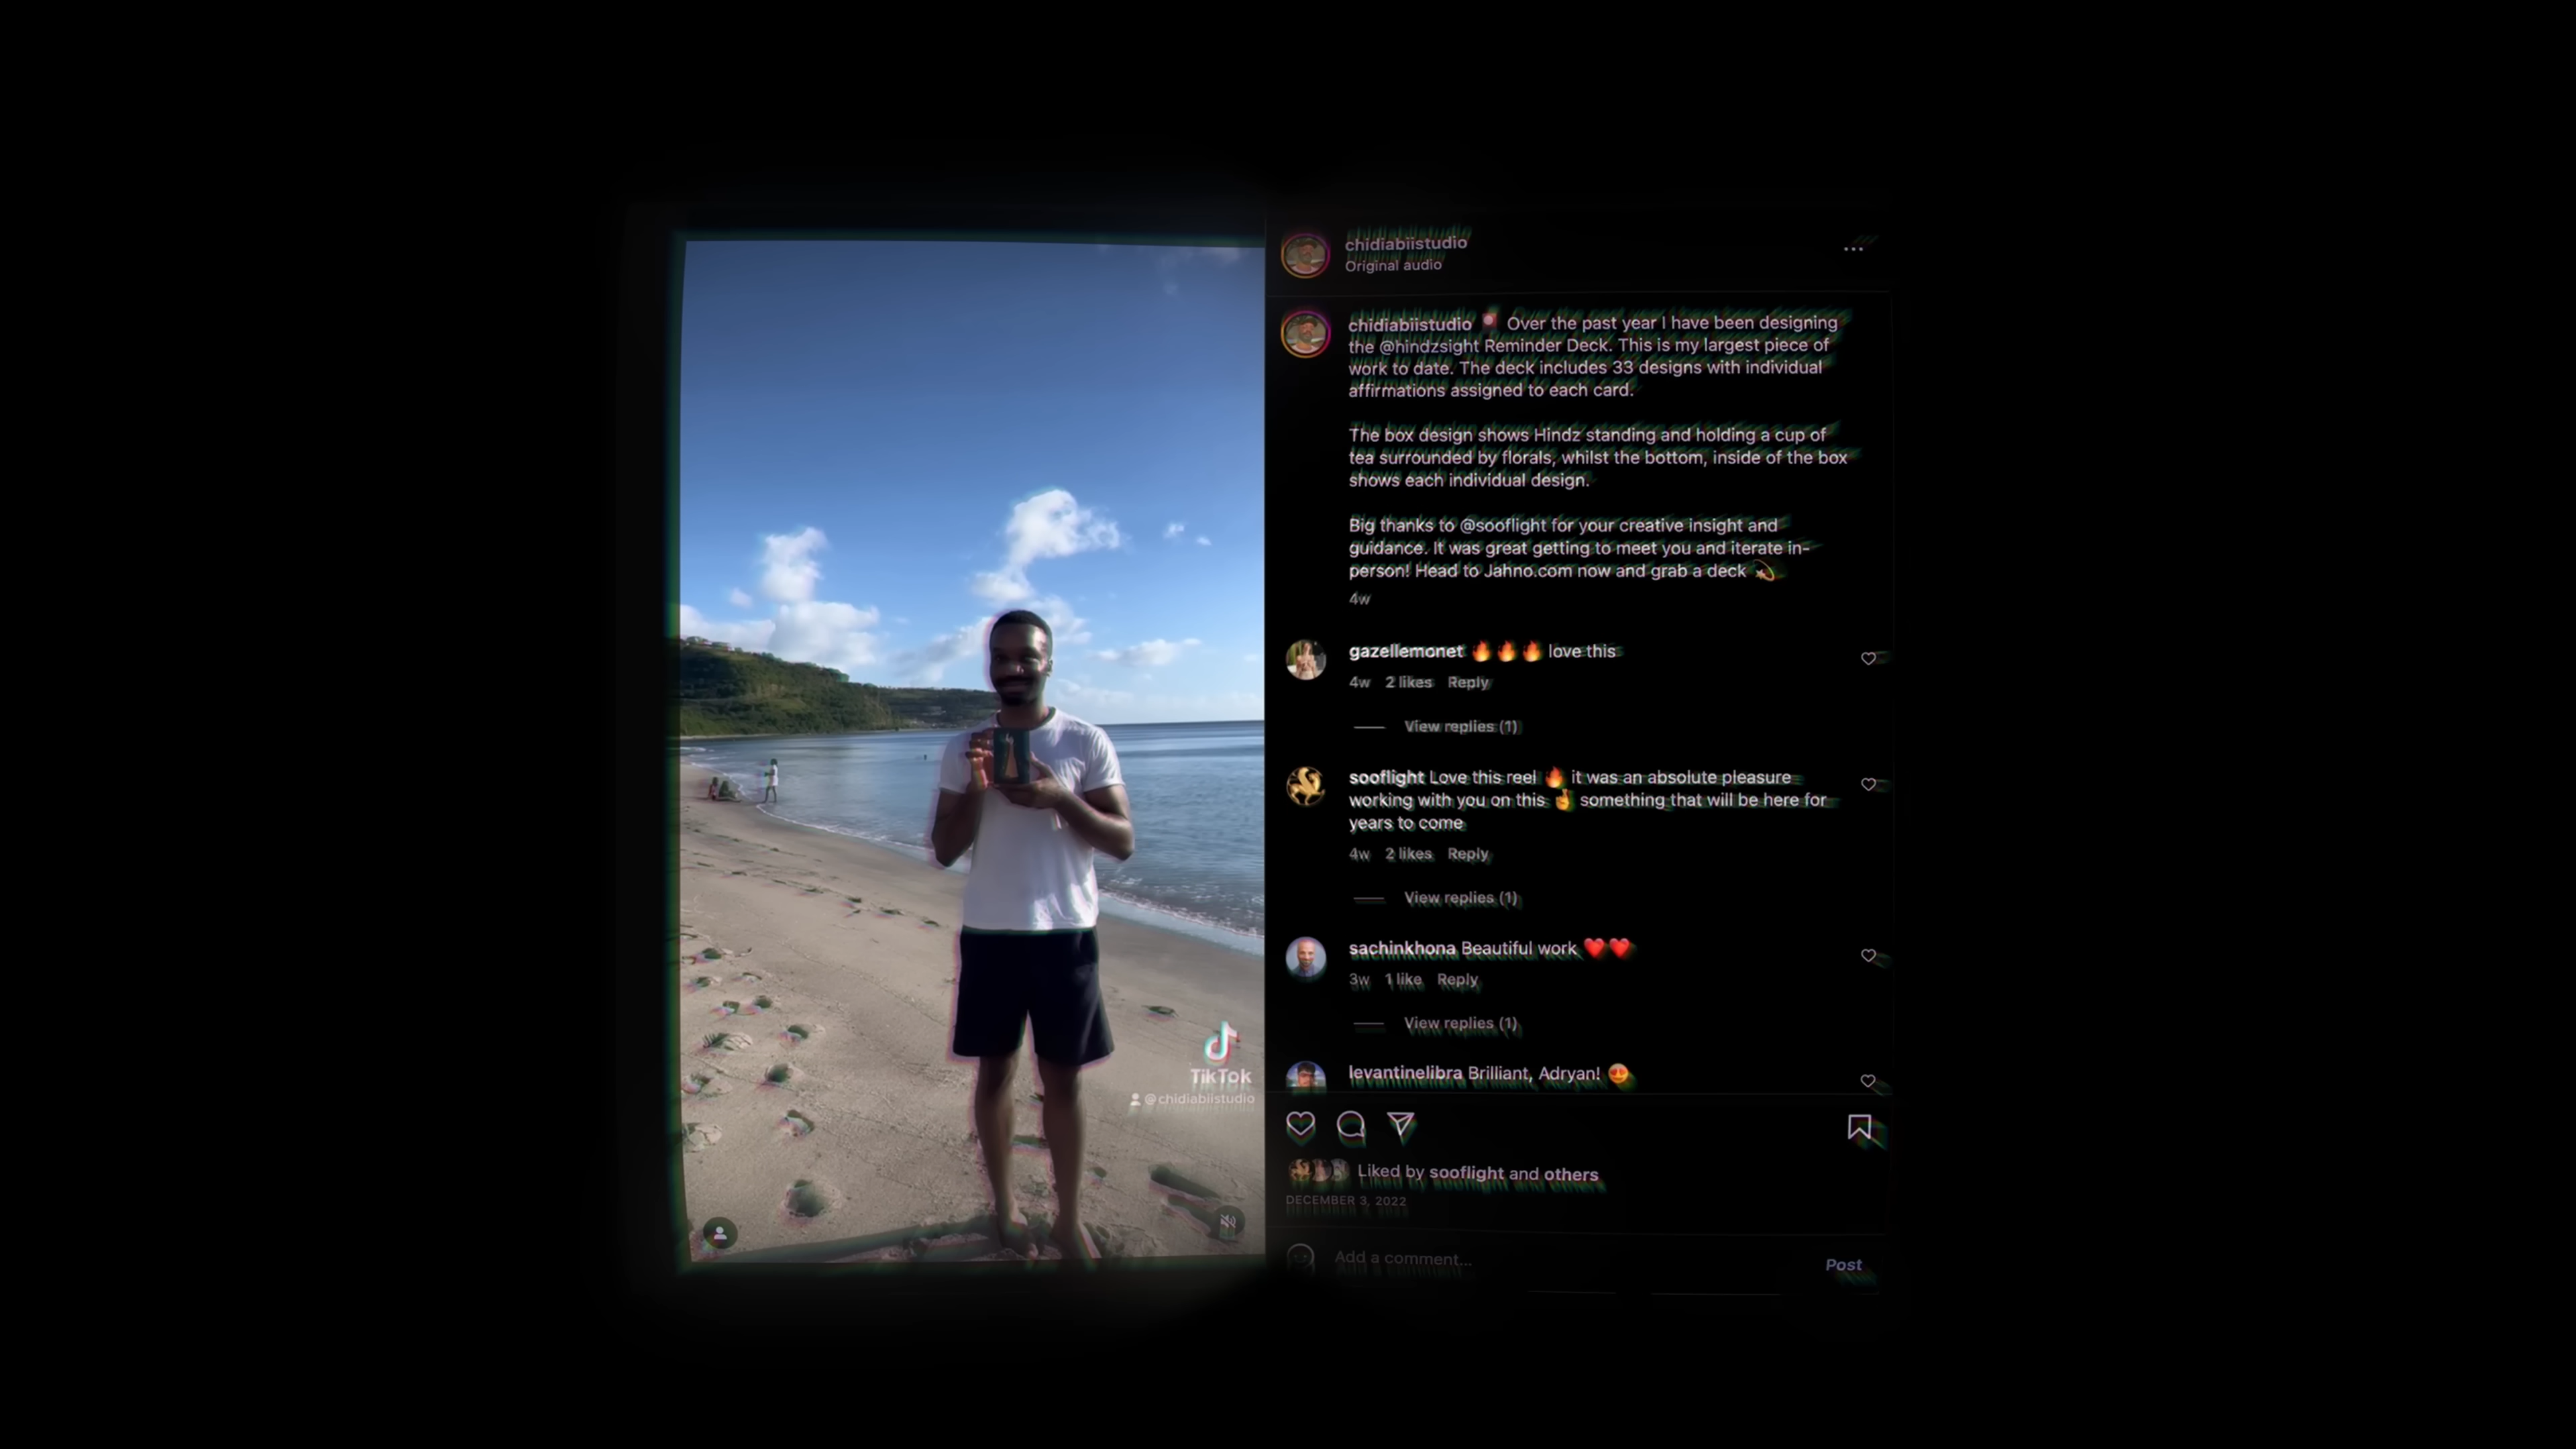 chidiabiistudio
Original audio
chidiabiistudio 🎴 Over the past year I have been designing
the @hindzsight Reminder Deck. This is my largest piece of
work to date. The deck includes 33 designs with individual
affirmations assigned to each card.
The box design shows Hindz standing and holding a cup of
tea surrounded by florals, whilst the bottom, inside of the box
shows each individual design.
Big thanks to @sooflight for your creative insight and
guidance. It was great getting to meet you and iterate in-
person! Head to Jahno.com now and grab a deck 💫
4w
gazellemonet 🔥🔥🔥 love this
4w 2 likes Reply
View replies (1)
sooflight Love this reel 🔥 it was an absolute pleasure
working with you on this 🤞 something that will be here for
years to come
4w 2 likes Reply
View replies (1)
sachinkhona Beautiful work ❤️❤️
3w 1 like Reply
View replies (1)
levantinelibra Brilliant, Adryan! 😍
Liked by sooflight and others
DECEMBER 3, 2022
Add a comment...
Post
TikTok
@chidiabiistudio